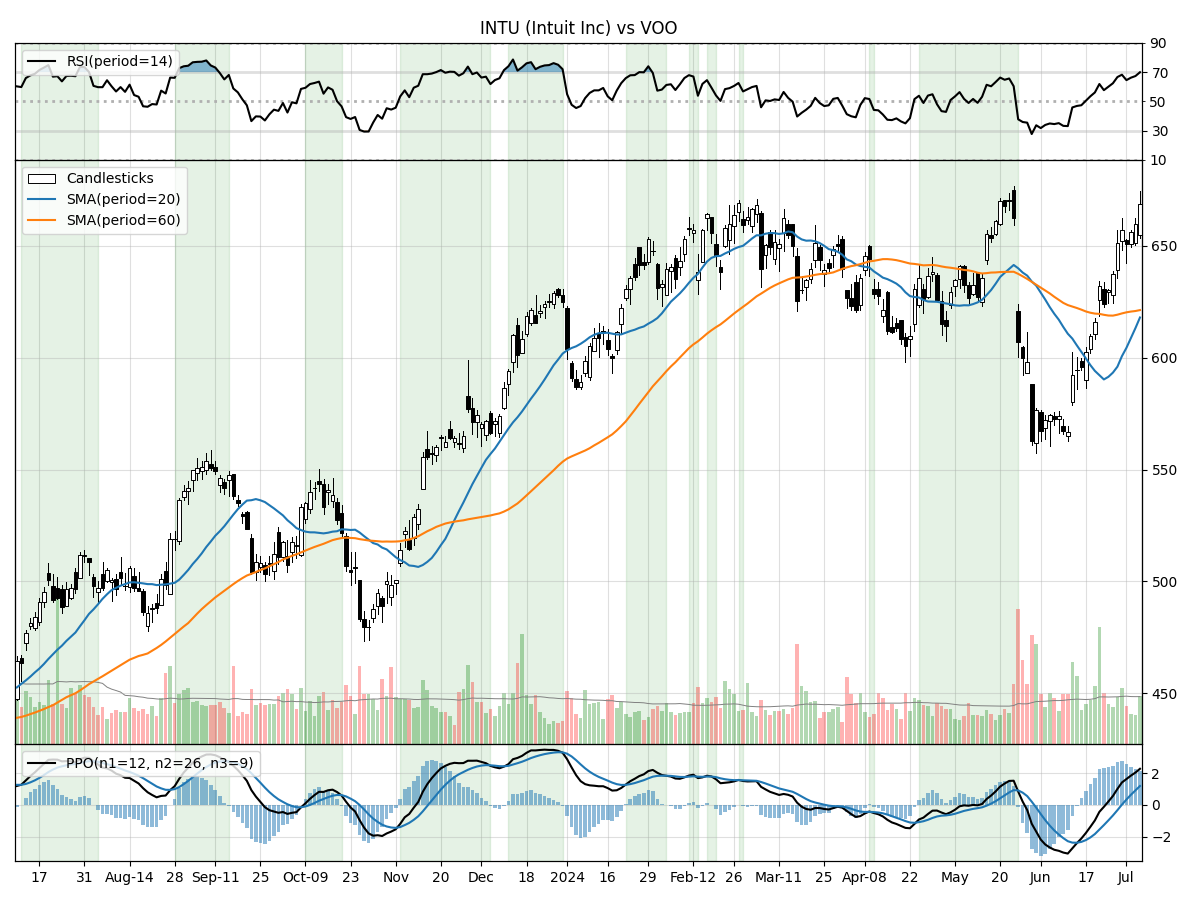 INTU (Intuit Inc) vs VOO
RSI(period=14)
90
70
50
30
10
Candlesticks
SMA(period=20)
SMA(period=60)
650
600
550
500
450
PPO(n1=12, n2=26, n3=9)
2
0
−2
17 31 Aug-14 28 Sep-11 25 Oct-09 23 Nov 20 Dec 18 2024 16 29 Feb-12 26 Mar-11 25 Apr-08 22 May 20 Jun 17 Jul